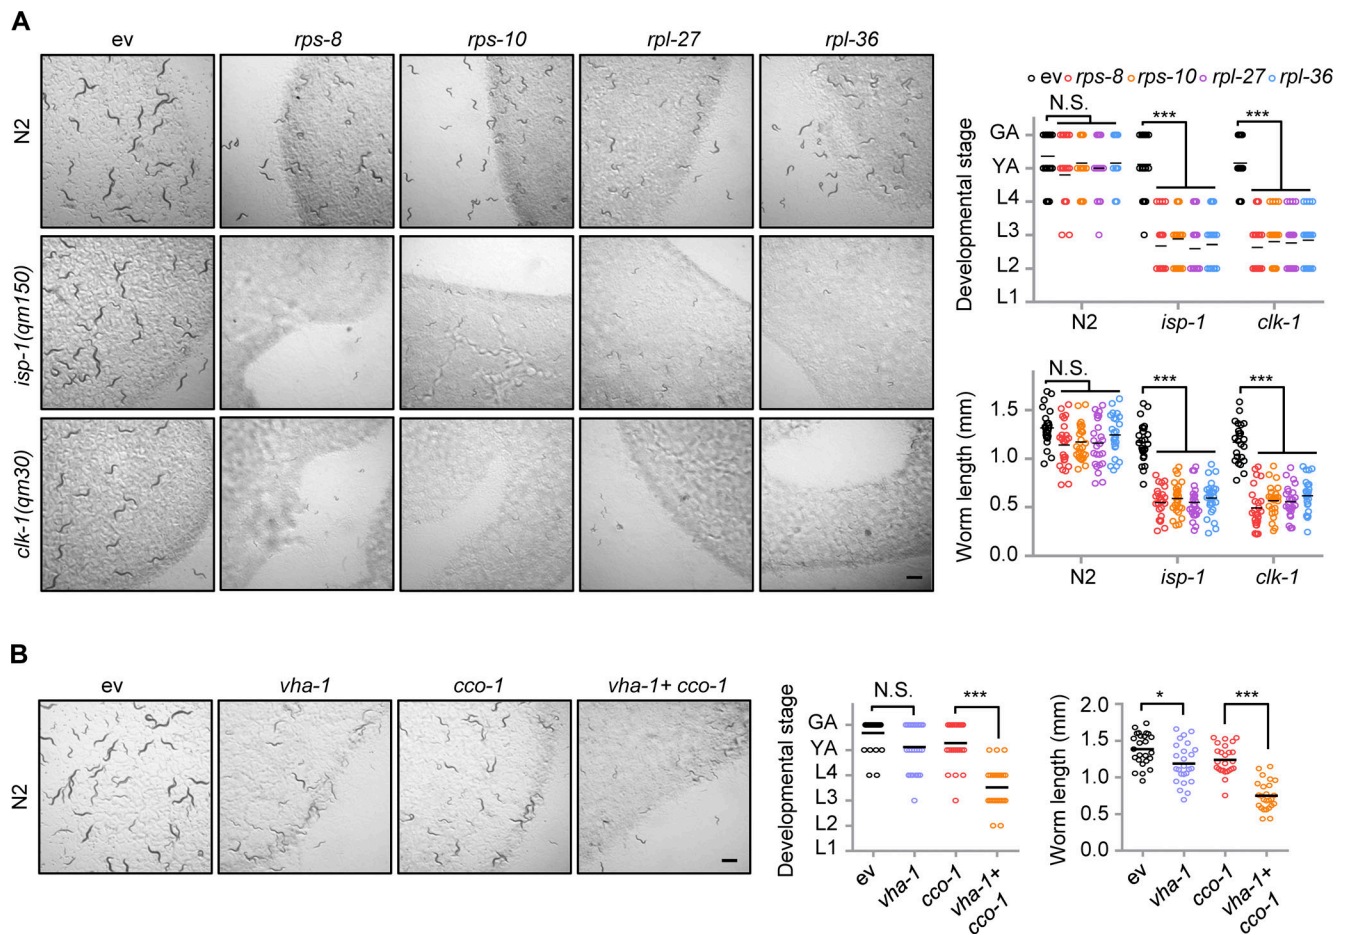 A
ev rps-8 rps-10 rpl-27 rpl-36
N2
isp-1(qm150)
clk-1(qm30)
ev rps-8 rps-10 rpl-27 rpl-36
N.S. *** ***
Developmental stage
GA
YA
L4
L3
L2
L1
N2 isp-1 clk-1
N.S. *** ***
Worm length (mm)
1.5
1.0
0.5
0.0
N2 isp-1 clk-1
B
ev vha-1 cco-1 vha-1+ cco-1
N2
N.S. ***
Developmental stage
GA
YA
L4
L3
L2
L1
ev vha-1 cco-1 vha-1+
cco-1
* ***
Worm length (mm)
2.0
1.5
1.0
0.5
0.0
ev vha-1 cco-1 vha-1+
cco-1